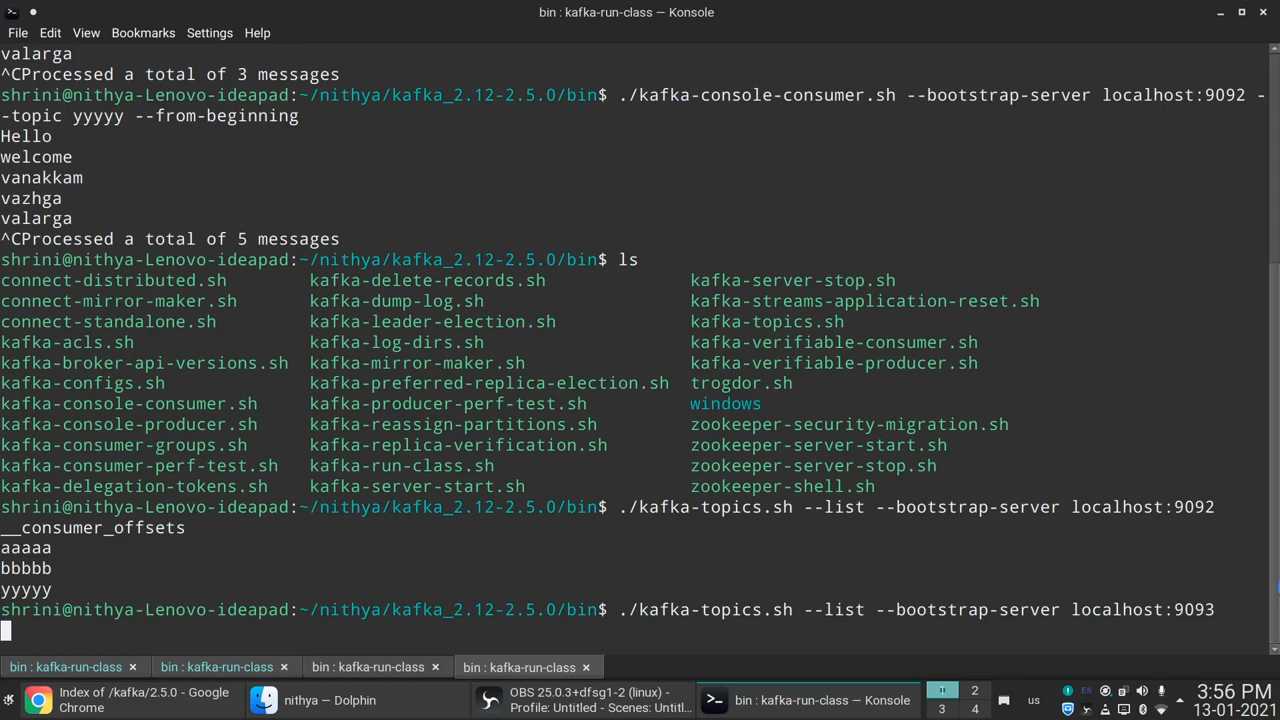 bin : kafka-run-class — Konsole
File Edit View Bookmarks Settings Help
valarga
^CProcessed a total of 3 messages
shrini@nithya-Lenovo-ideapad:~/nithya/kafka_2.12-2.5.0/bin$ ./kafka-console-consumer.sh --bootstrap-server localhost:9092 -
-topic yyyyy --from-beginning
Hello
welcome
vanakkam
vazhga
valarga
^CProcessed a total of 5 messages
shrini@nithya-Lenovo-ideapad:~/nithya/kafka_2.12-2.5.0/bin$ ls
connect-distributed.sh kafka-delete-records.sh kafka-server-stop.sh
connect-mirror-maker.sh kafka-dump-log.sh kafka-streams-application-reset.sh
connect-standalone.sh kafka-leader-election.sh kafka-topics.sh
kafka-acls.sh kafka-log-dirs.sh kafka-verifiable-consumer.sh
kafka-broker-api-versions.sh kafka-mirror-maker.sh kafka-verifiable-producer.sh
kafka-configs.sh kafka-preferred-replica-election.sh trogdor.sh
kafka-console-consumer.sh kafka-producer-perf-test.sh windows
kafka-console-producer.sh kafka-reassign-partitions.sh zookeeper-security-migration.sh
kafka-consumer-groups.sh kafka-replica-verification.sh zookeeper-server-start.sh
kafka-consumer-perf-test.sh kafka-run-class.sh zookeeper-server-stop.sh
kafka-delegation-tokens.sh kafka-server-start.sh zookeeper-shell.sh
shrini@nithya-Lenovo-ideapad:~/nithya/kafka_2.12-2.5.0/bin$ ./kafka-topics.sh --list --bootstrap-server localhost:9092
__consumer_offsets
aaaaa
bbbbb
yyyyy
shrini@nithya-Lenovo-ideapad:~/nithya/kafka_2.12-2.5.0/bin$ ./kafka-topics.sh --list --bootstrap-server localhost:9093
bin : kafka-run-class bin : kafka-run-class bin : kafka-run-class bin : kafka-run-class
Index of /kafka/2.5.0 - Google Chrome
nithya — Dolphin
OBS 25.0.3+dfsg1-2 (linux) - Profile: Untitled - Scenes: Untitl...
bin : kafka-run-class — Konsole
1 2 3 4
EN
us
3:56 PM
13-01-2021